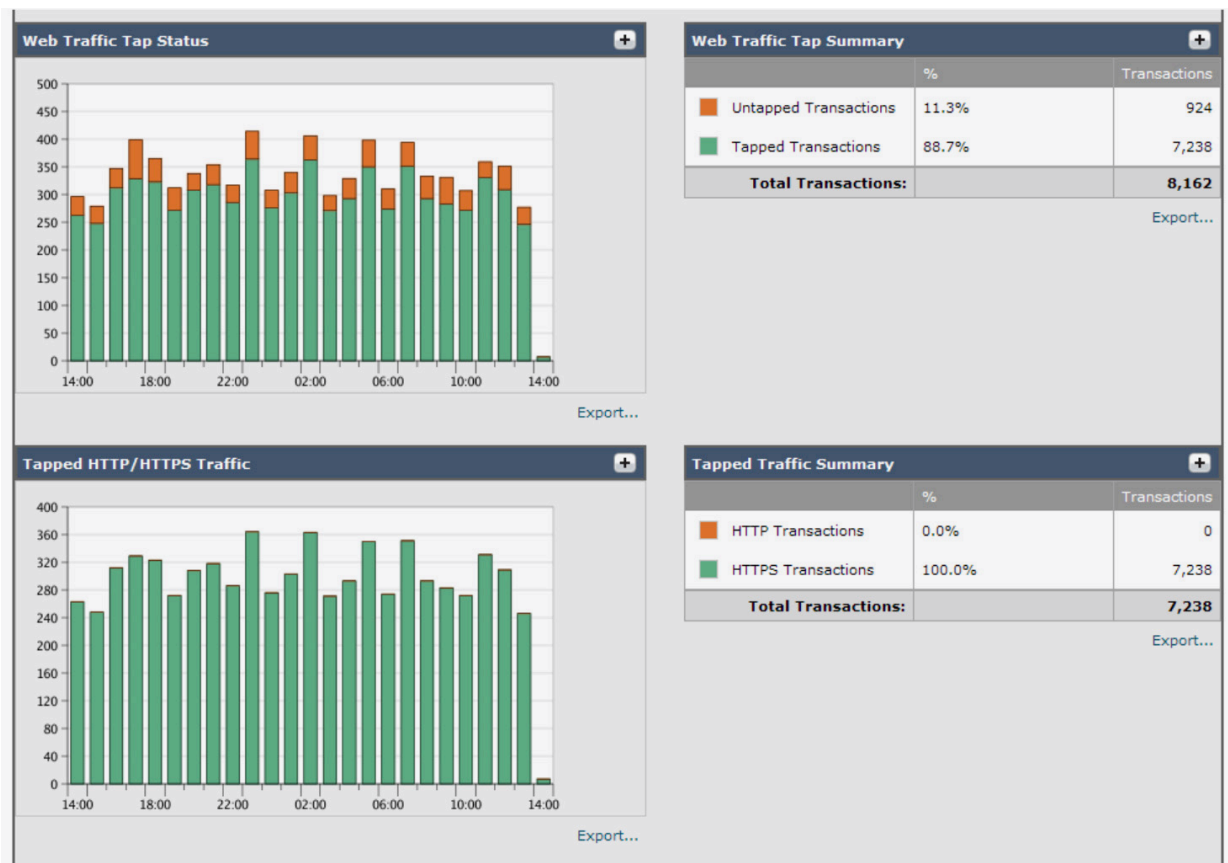 Web Traffic Tap Status +
500
450
400
350
300
250
200
150
100
50
0
14:00 18:00 22:00 02:00 06:00 10:00 14:00
Export...
Web Traffic Tap Summary +
% Transactions
Untapped Transactions 11.3% 924
Tapped Transactions 88.7% 7,238
Total Transactions: 8,162
Export...
Tapped HTTP/HTTPS Traffic +
400
360
320
280
240
200
160
120
80
40
0
14:00 18:00 22:00 02:00 06:00 10:00 14:00
Export...
Tapped Traffic Summary +
% Transactions
HTTP Transactions 0.0% 0
HTTPS Transactions 100.0% 7,238
Total Transactions: 7,238
Export...